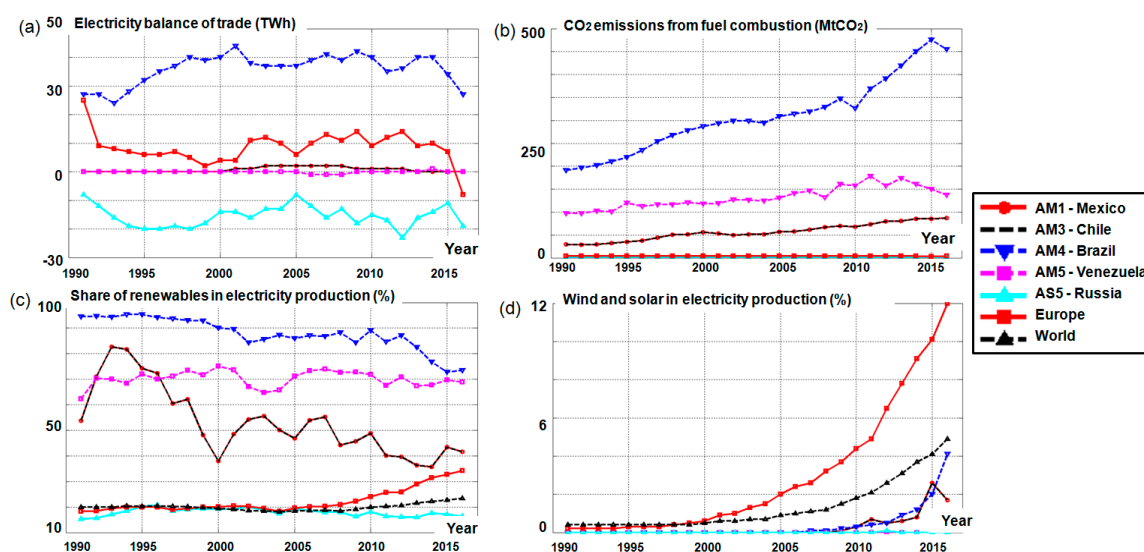 (a) Electricity balance of trade (TWh)
50
30
0
-30
1990 1995 2000 2005 2010 2015
Year
(b) CO2 emissions from fuel combustion (MtCO2)
500
250
0
1990 1995 2000 2005 2010 2015
Year
(c) Share of renewables in electricity production (%)
100
50
10
1990 1995 2000 2005 2010 2015
Year
(d) Wind and solar in electricity production (%)
12
6
0
1990 1995 2000 2005 2010 2015
Year
AM1 - Mexico
AM3 - Chile
AM4 - Brazil
AM5 - Venezuela
AS5 - Russia
Europe
World